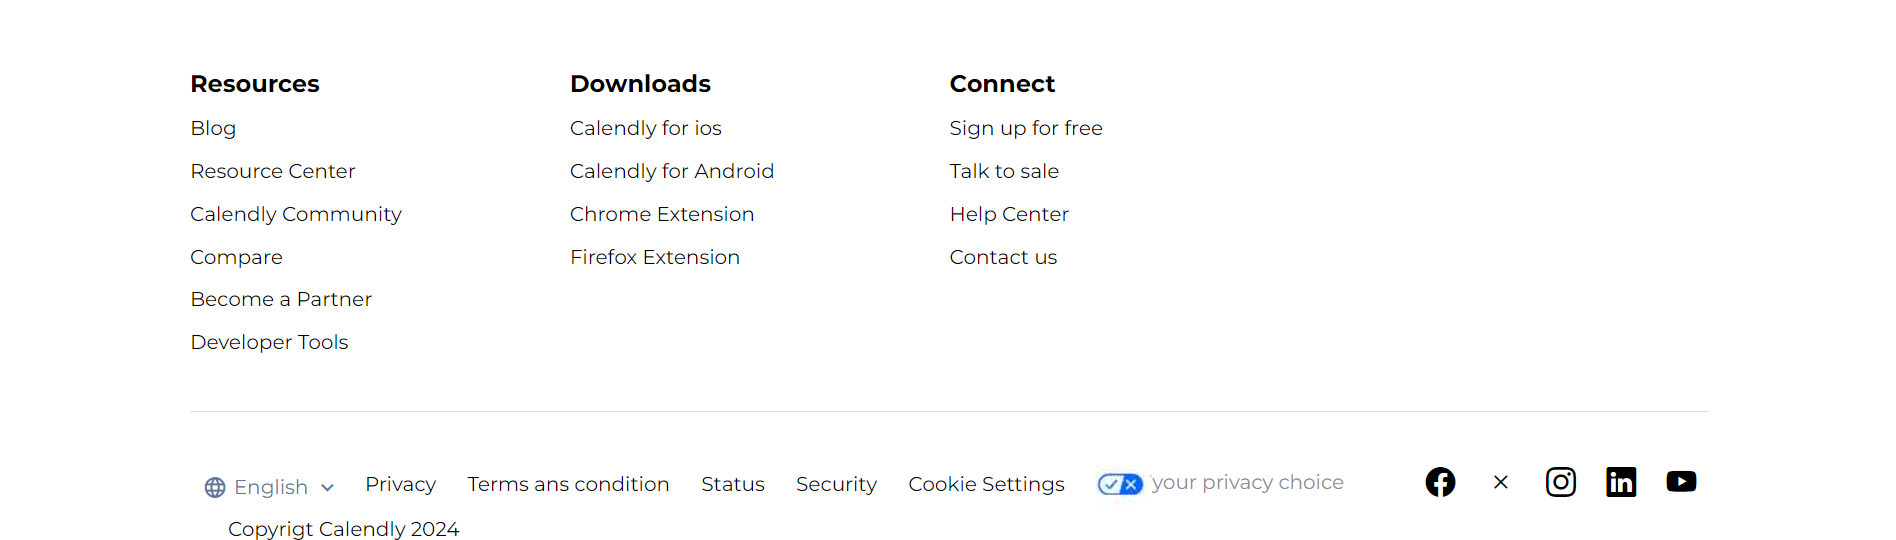 Resources
Blog
Resource Center
Calendly Community
Compare
Become a Partner
Developer Tools
Downloads
Calendly for ios
Calendly for Android
Chrome Extension
Firefox Extension
Connect
Sign up for free
Talk to sale
Help Center
Contact us
English Privacy Terms ans condition Status Security Cookie Settings your privacy choice
Copyrigt Calendly 2024